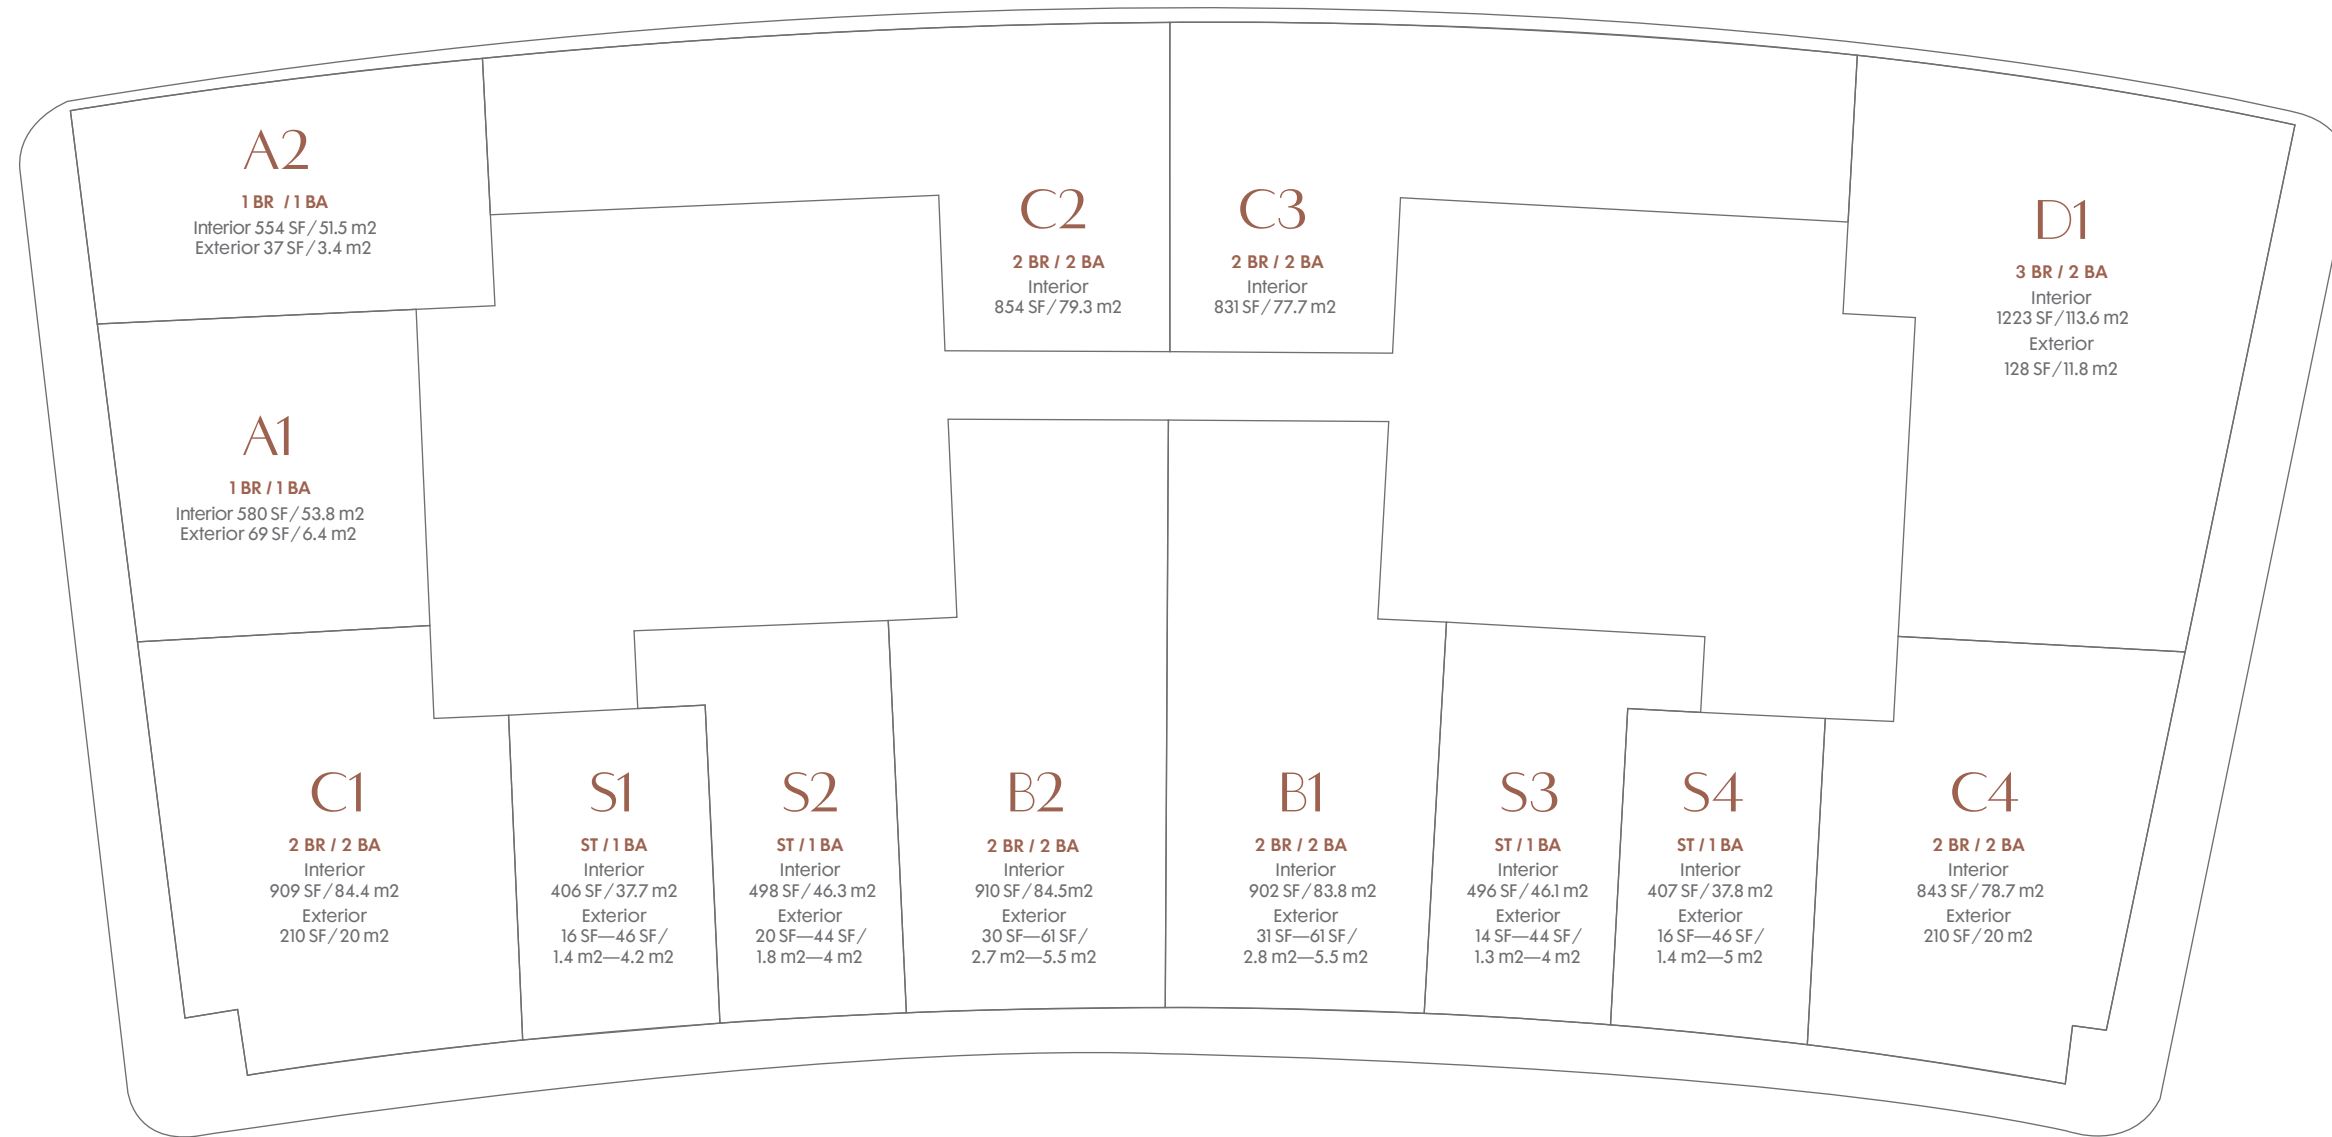 A2
1 BR / 1 BA
Interior 554 SF/51.5 m2
Exterior 37 SF/3.4 m2
C2
2 BR / 2 BA
Interior
854 SF/79.3 m2
C3
2 BR / 2 BA
Interior
831 SF/77.7 m2
D1
3 BR / 2 BA
Interior
1223 SF/113.6 m2
Exterior
128 SF/11.8 m2
A1
1 BR / 1 BA
Interior 580 SF/53.8 m2
Exterior 69 SF/6.4 m2
C1
2 BR / 2 BA
Interior
909 SF/84.4 m2
Exterior
210 SF/20 m2
S1
ST / 1 BA
Interior
406 SF/37.7 m2
Exterior
16 SF—46 SF/
1.4 m2—4.2 m2
S2
ST / 1 BA
Interior
498 SF/46.3 m2
Exterior
20 SF—44 SF/
1.8 m2—4 m2
B2
2 BR / 2 BA
Interior
910 SF/84.5m2
Exterior
30 SF—61 SF/
2.7 m2—5.5 m2
B1
2 BR / 2 BA
Interior
902 SF/83.8 m2
Exterior
31 SF—61 SF/
2.8 m2—5.5 m2
S3
ST / 1 BA
Interior
496 SF/46.1 m2
Exterior
14 SF—44 SF/
1.3 m2—4 m2
S4
ST / 1 BA
Interior
407 SF/37.8 m2
Exterior
16 SF—46 SF/
1.4 m2—5 m2
C4
2 BR / 2 BA
Interior
843 SF/78.7 m2
Exterior
210 SF/20 m2